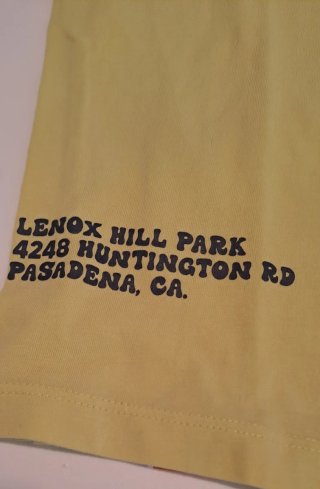 LENOX HILL PARK
4248 HUNTINGTON RD
PASADENA, CA.